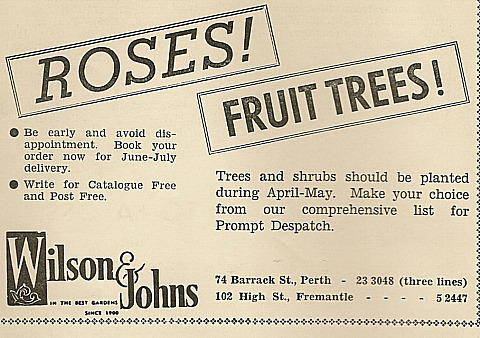 ROSES!
FRUIT TREES!
● Be early and avoid dis-
appointment. Book your
order now for June-July
delivery.
● Write for Catalogue Free
and Post Free.
Trees and shrubs should be planted
during April-May. Make your choice
from our comprehensive list for
Prompt Despatch.
Wilson & Johns
IN THE BEST GARDENS
SINCE 1900
74 Barrack St., Perth - 23 3048 (three lines)
102 High St., Fremantle - - - - 5 2447